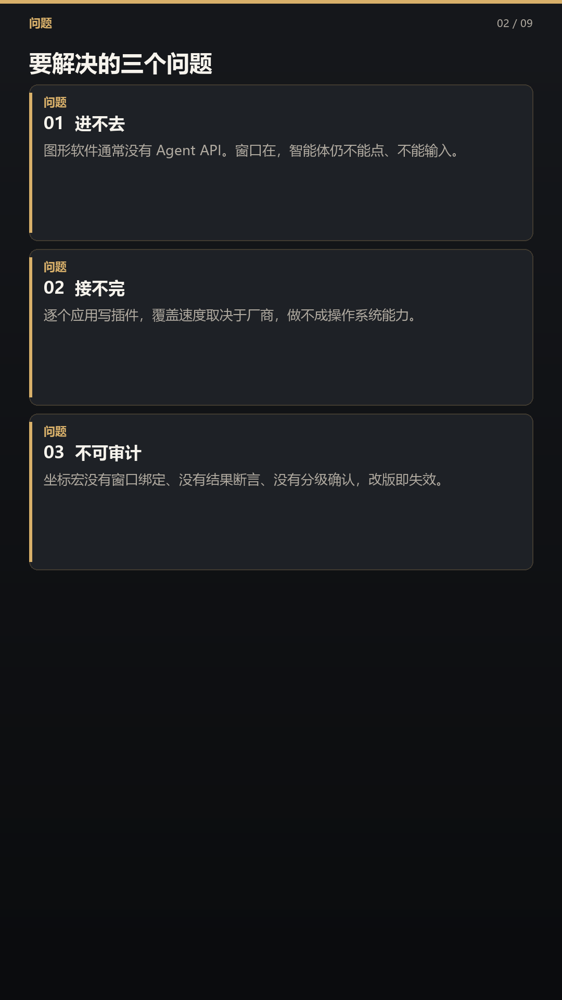 问题
02 / 09
要解决的三个问题
问题
01 进不去
图形软件通常没有 Agent API。窗口在，智能体仍不能点、不能输入。
问题
02 接不完
逐个应用写插件，覆盖速度取决于厂商，做不成操作系统能力。
问题
03 不可审计
坐标宏没有窗口绑定、没有结果断言、没有分级确认，改版即失效。